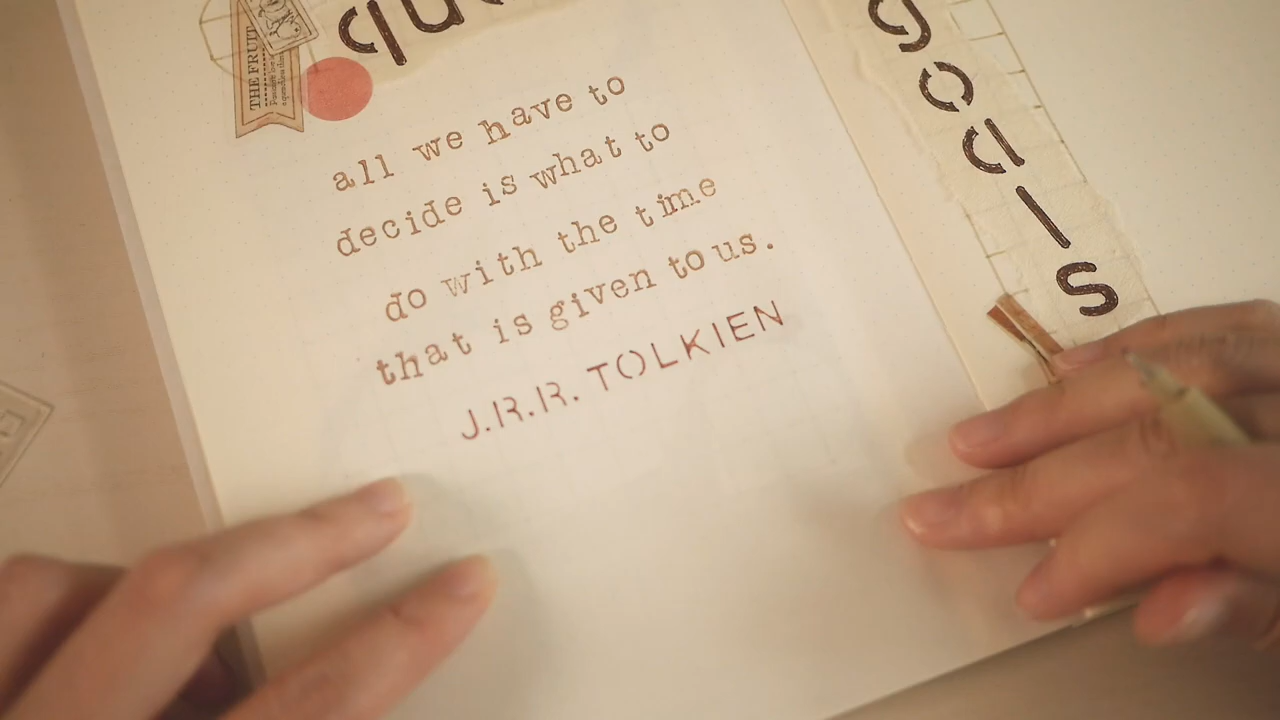 all we have to
decide is what to
do with the time
that is given to us.
J.R.R. TOLKIEN
goals
THE FRUIT